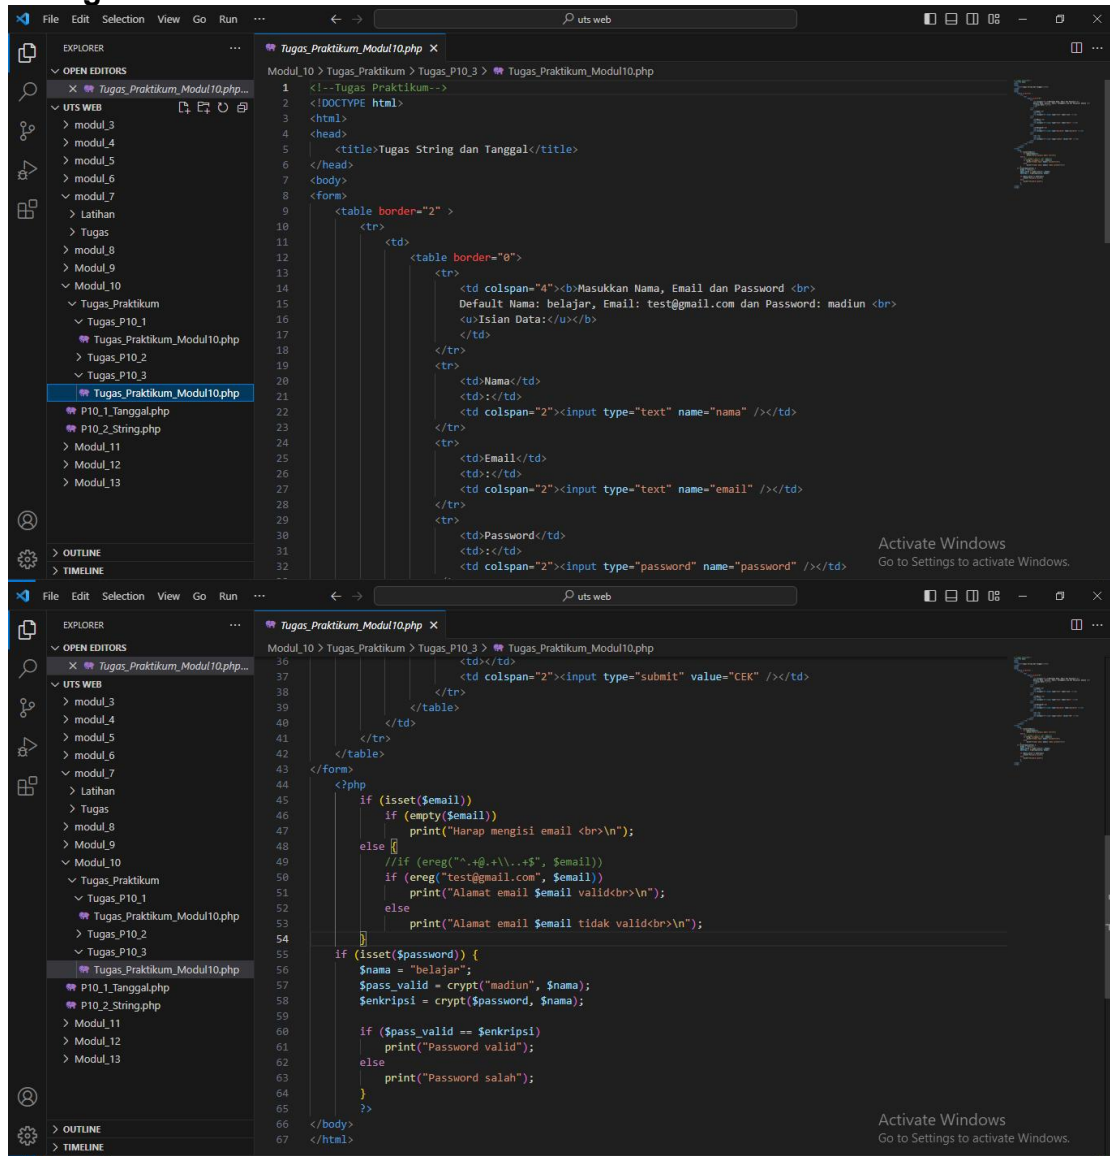 File Edit Selection View Go Run ··· uts web
EXPLORER ···
OPEN EDITORS
Tugas_Praktikum_Modul10.php...
UTS WEB
modul_3
modul_4
modul_5
modul_6
modul_7
Latihan
Tugas
modul_8
Modul_9
Modul_10
Tugas_Praktikum
Tugas_P10_1
Tugas_Praktikum_Modul10.php
Tugas_P10_2
Tugas_P10_3
Tugas_Praktikum_Modul10.php
P10_1_Tanggal.php
P10_2_String.php
Modul_11
Modul_12
Modul_13
OUTLINE
TIMELINE
Tugas_Praktikum_Modul10.php
Modul_10 > Tugas_Praktikum > Tugas_P10_3 > Tugas_Praktikum_Modul10.php
1 <!--Tugas Praktikum-->
2 <!DOCTYPE html>
3 <html>
4 <head>
5 <title>Tugas String dan Tanggal</title>
6 </head>
7 <body>
8 <form>
9 <table border="2" >
10 <tr>
11 <td>
12 <table border="0">
13 <tr>
14 <td colspan="4"><b>Masukkan Nama, Email dan Password <br>
15 Default Nama: belajar, Email: test@gmail.com dan Password: madiun <br>
16 <u>Isian Data:</u></b>
17 </td>
18 </tr>
19 <tr>
20 <td>Nama</td>
21 <td>:</td>
22 <td colspan="2"><input type="text" name="nama" /></td>
23 </tr>
24 <tr>
25 <td>Email</td>
26 <td>:</td>
27 <td colspan="2"><input type="text" name="email" /></td>
28 </tr>
29 <tr>
30 <td>Password</td>
31 <td>:</td>
32 <td colspan="2"><input type="password" name="password" /></td>
Activate Windows
Go to Settings to activate Windows.
File Edit Selection View Go Run ··· uts web
EXPLORER ···
OPEN EDITORS
Tugas_Praktikum_Modul10.php...
UTS WEB
modul_3
modul_4
modul_5
modul_6
modul_7
Latihan
Tugas
modul_8
Modul_9
Modul_10
Tugas_Praktikum
Tugas_P10_1
Tugas_Praktikum_Modul10.php
Tugas_P10_2
Tugas_P10_3
Tugas_Praktikum_Modul10.php
P10_1_Tanggal.php
P10_2_String.php
Modul_11
Modul_12
Modul_13
OUTLINE
TIMELINE
Tugas_Praktikum_Modul10.php
Modul_10 > Tugas_Praktikum > Tugas_P10_3 > Tugas_Praktikum_Modul10.php
36 <td></td>
37 <td colspan="2"><input type="submit" value="CEK" /></td>
38 </tr>
39 </table>
40 </td>
41 </tr>
42 </table>
43 </form>
44 <?php
45 if (isset($email))
46 if (empty($email))
47 print("Harap mengisi email <br>\n");
48 else {
49 //if (ereg("^.+@.+\\..+$", $email))
50 if (ereg("test@gmail.com", $email))
51 print("Alamat email $email valid<br>\n");
52 else
53 print("Alamat email $email tidak valid<br>\n");
54 }
55 if (isset($password)) {
56 $nama = "belajar";
57 $pass_valid = crypt("madiun", $nama);
58 $enkripsi = crypt($password, $nama);
59
60 if ($pass_valid == $enkripsi)
61 print("Password valid");
62 else
63 print("Password salah");
64 }
65 ?>
66 </body>
67 </html>
Activate Windows
Go to Settings to activate Windows.